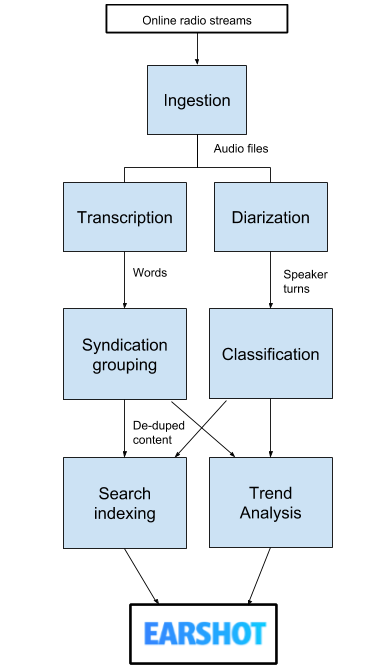 Online radio streams
Ingestion
Audio files
Transcription
Diarization
Words
Speaker
turns
Syndication
grouping
Classification
De-duped
content
Search
indexing
Trend
Analysis
EARSHOT